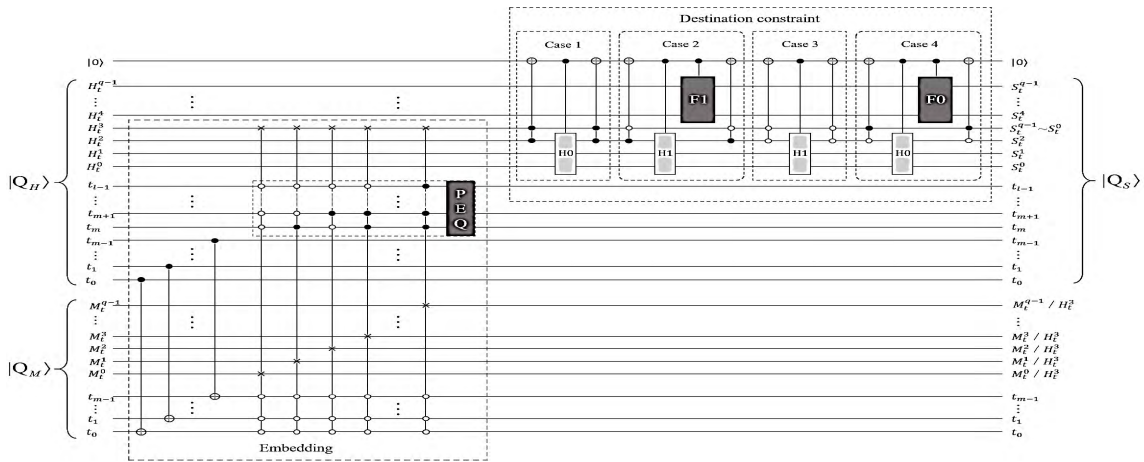 Destination constraint
Case 1 Case 2 Case 3 Case 4
|0⟩ |0⟩
H_t^{q-1} S_t^{q-1}
⋮ ⋮ ⋮ ⋮
F1 F0
H_t^4 S_t^4
H_t^3 S_t^{q-1}~S_t^0
H_t^2 S_t^2
H_t^1 H0 H1 H1 H0 S_t^1
H_t^0 S_t^0
|Q_H⟩ |Q_S⟩
t_{l-1} t_{l-1}
⋮ ⋮ ⋮ ⋮
PEQ
t_{m+1} t_{m+1}
t_m t_m
t_{m-1} t_{m-1}
⋮ ⋮ ⋮ ⋮
t_1 t_1
t_0 t_0
M_t^{q-1} M_t^{q-1} / H_t^3
⋮ ⋮ ⋮ ⋮
M_t^3 M_t^3 / H_t^3
M_t^2 M_t^2 / H_t^3
|Q_M⟩
M_t^1 M_t^1 / H_t^3
M_t^0 M_t^0 / H_t^3
t_{m-1} t_{m-1}
⋮ ⋮ ⋮ ⋮
t_1 t_1
t_0 t_0
Embedding